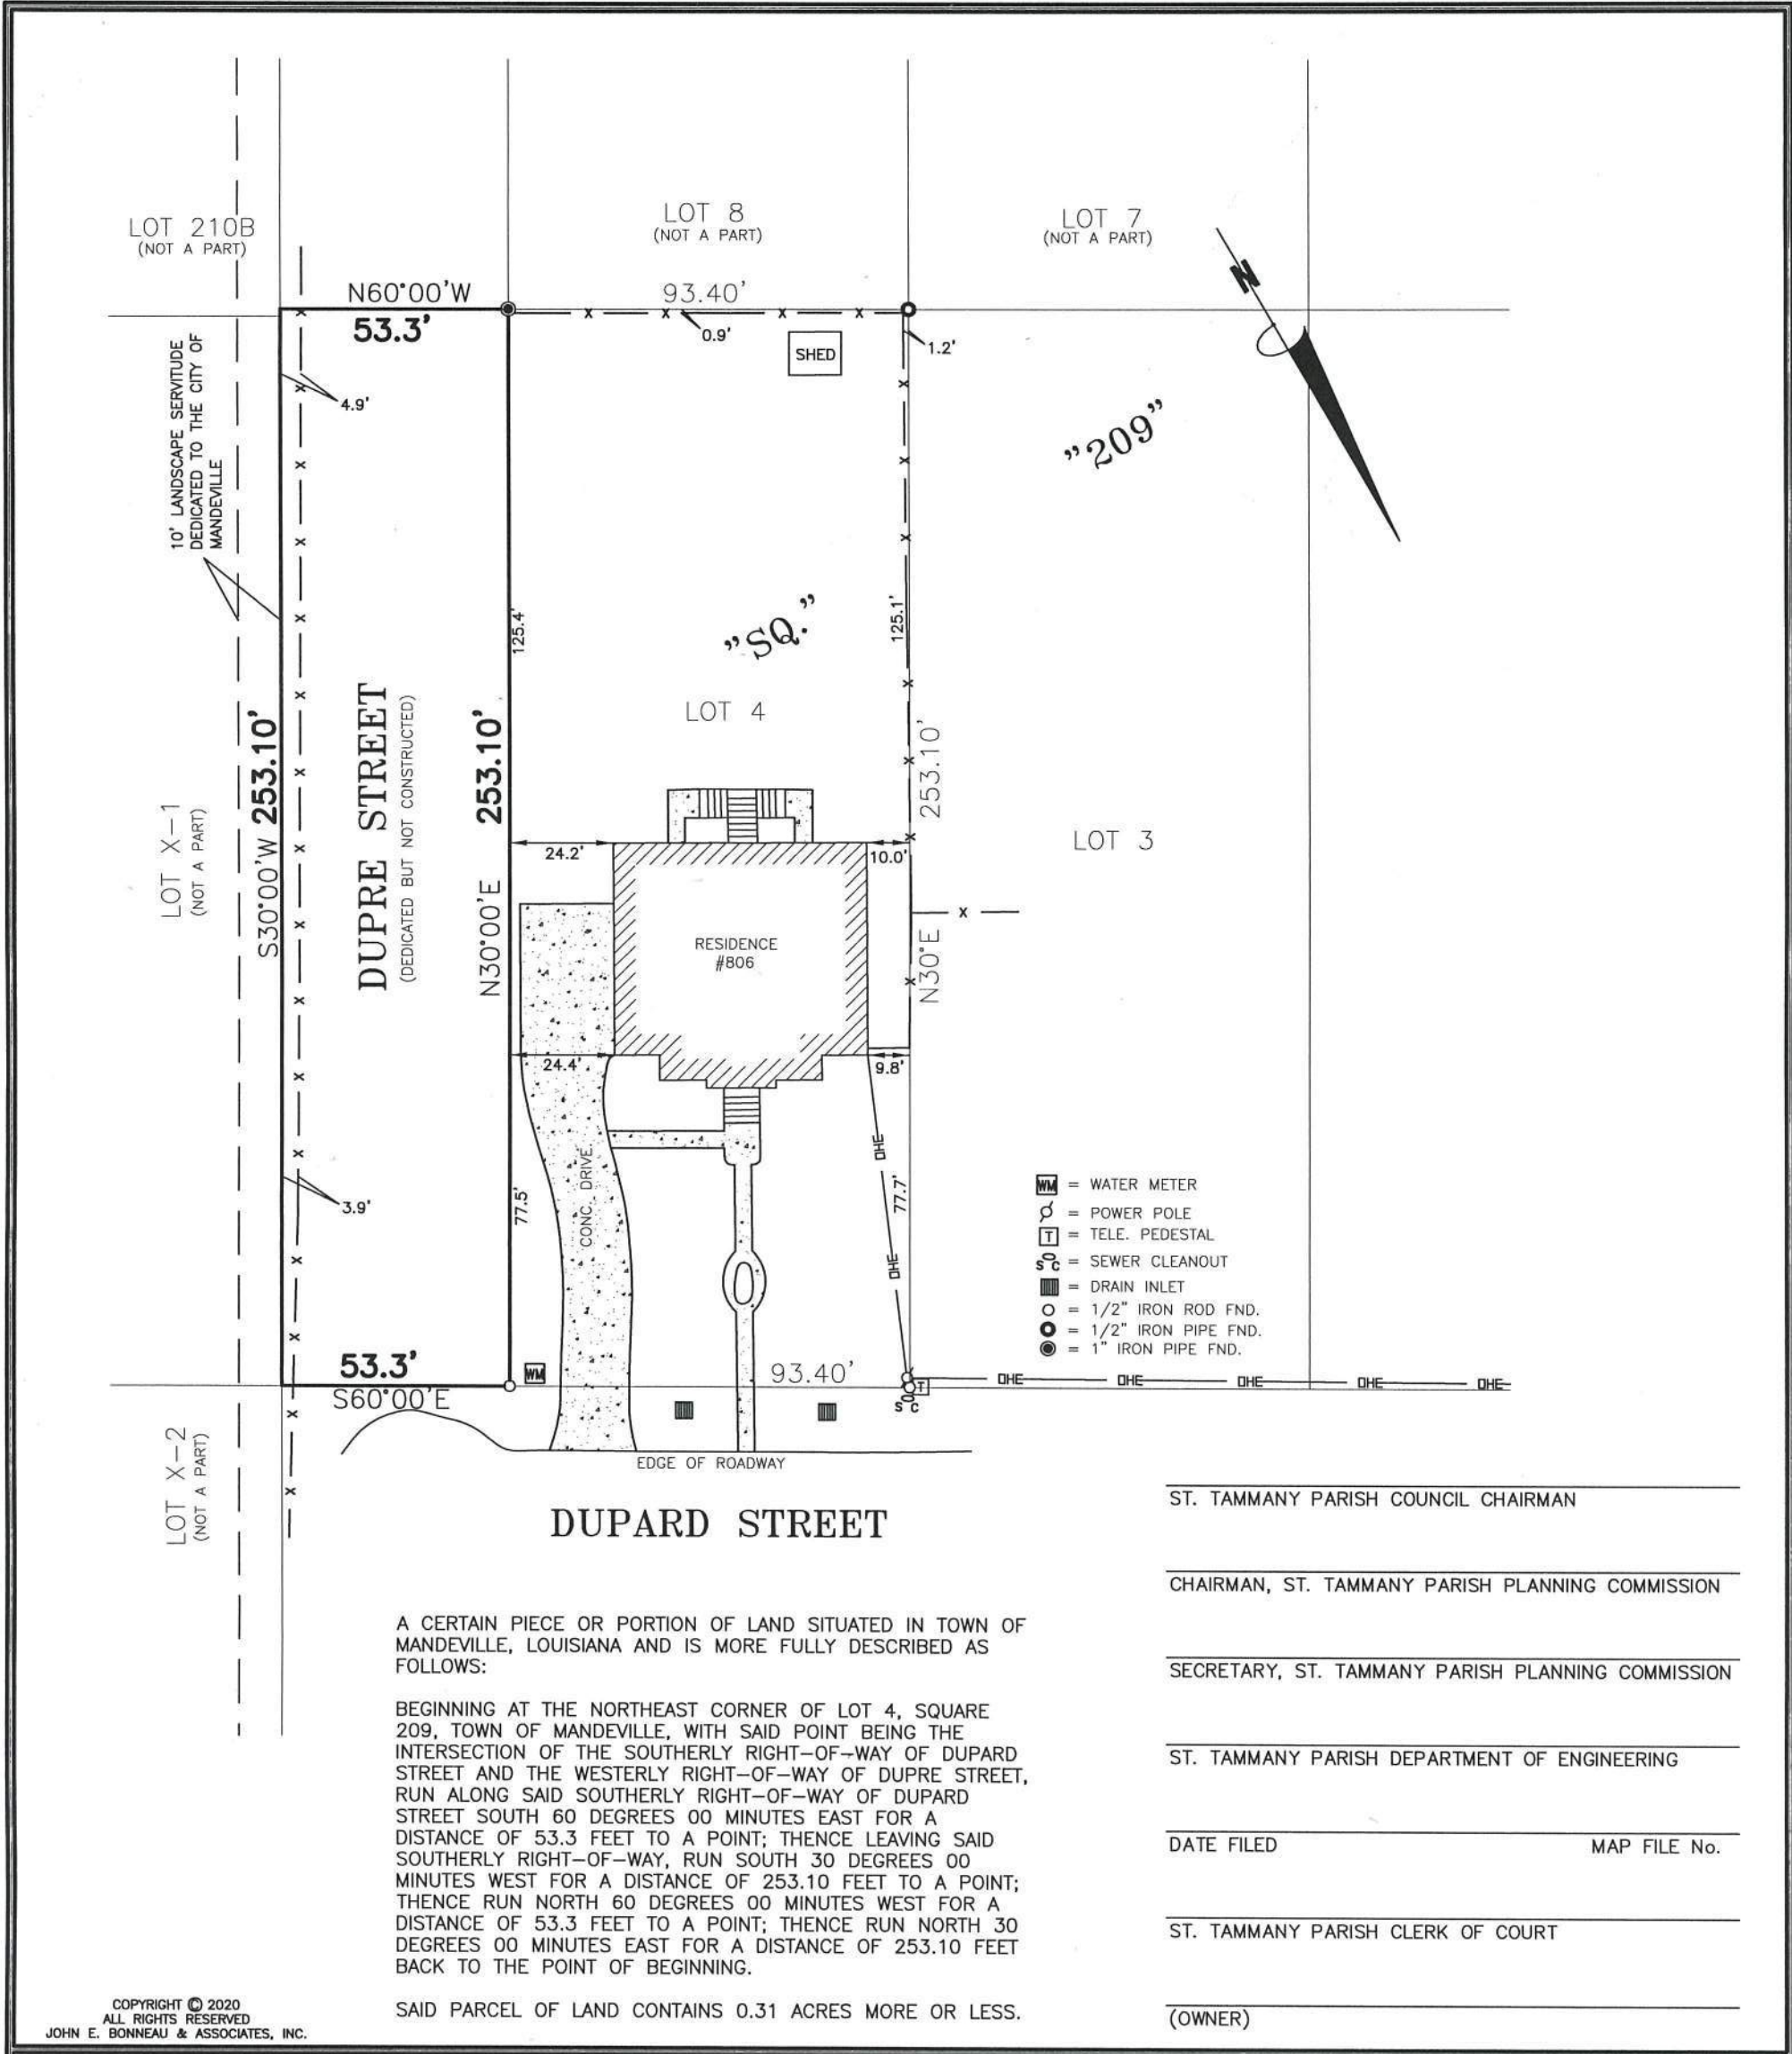 LOT 210B
(NOT A PART)
LOT 8
(NOT A PART)
LOT 7
(NOT A PART)
N
N60°00'W
53.3'
93.40'
0.9'
SHED
1.2'
4.9'
10' LANDSCAPE SERVITUDE
DEDICATED TO THE CITY OF
MANDEVILLE
"SQ." "209"
125.4'
125.1'
LOT 4
LOT 3
LOT X-1
(NOT A PART)
S30°00'W 253.10'
DUPRE STREET
(DEDICATED BUT NOT CONSTRUCTED)
N30°00'E 253.10'
N30°E 253.10'
24.2'
10.0'
RESIDENCE
#806
24.4'
9.8'
CONC. DRIVE
77.5'
77.7'
OHE
OHE
3.9'
WM = WATER METER
= POWER POLE
T = TELE. PEDESTAL
S C = SEWER CLEANOUT
= DRAIN INLET
= 1/2" IRON ROD FND.
= 1/2" IRON PIPE FND.
= 1" IRON PIPE FND.
53.3'
S60°00'E
WM
93.40'
T
S C
OHE OHE OHE OHE OHE
X X X X X X X X X X X X X X X X X X
X X X X
X X X X X X X X
X
LOT X-2
(NOT A PART)
EDGE OF ROADWAY
DUPARD STREET
A CERTAIN PIECE OR PORTION OF LAND SITUATED IN TOWN OF
MANDEVILLE, LOUISIANA AND IS MORE FULLY DESCRIBED AS
FOLLOWS:
BEGINNING AT THE NORTHEAST CORNER OF LOT 4, SQUARE
209, TOWN OF MANDEVILLE, WITH SAID POINT BEING THE
INTERSECTION OF THE SOUTHERLY RIGHT-OF-WAY OF DUPARD
STREET AND THE WESTERLY RIGHT-OF-WAY OF DUPRE STREET,
RUN ALONG SAID SOUTHERLY RIGHT-OF-WAY OF DUPARD
STREET SOUTH 60 DEGREES 00 MINUTES EAST FOR A
DISTANCE OF 53.3 FEET TO A POINT; THENCE LEAVING SAID
SOUTHERLY RIGHT-OF-WAY, RUN SOUTH 30 DEGREES 00
MINUTES WEST FOR A DISTANCE OF 253.10 FEET TO A POINT;
THENCE RUN NORTH 60 DEGREES 00 MINUTES WEST FOR A
DISTANCE OF 53.3 FEET TO A POINT; THENCE RUN NORTH 30
DEGREES 00 MINUTES EAST FOR A DISTANCE OF 253.10 FEET
BACK TO THE POINT OF BEGINNING.
SAID PARCEL OF LAND CONTAINS 0.31 ACRES MORE OR LESS.
ST. TAMMANY PARISH COUNCIL CHAIRMAN
CHAIRMAN, ST. TAMMANY PARISH PLANNING COMMISSION
SECRETARY, ST. TAMMANY PARISH PLANNING COMMISSION
ST. TAMMANY PARISH DEPARTMENT OF ENGINEERING
DATE FILED MAP FILE No.
ST. TAMMANY PARISH CLERK OF COURT
(OWNER)
COPYRIGHT © 2020
ALL RIGHTS RESERVED
JOHN E. BONNEAU & ASSOCIATES, INC.